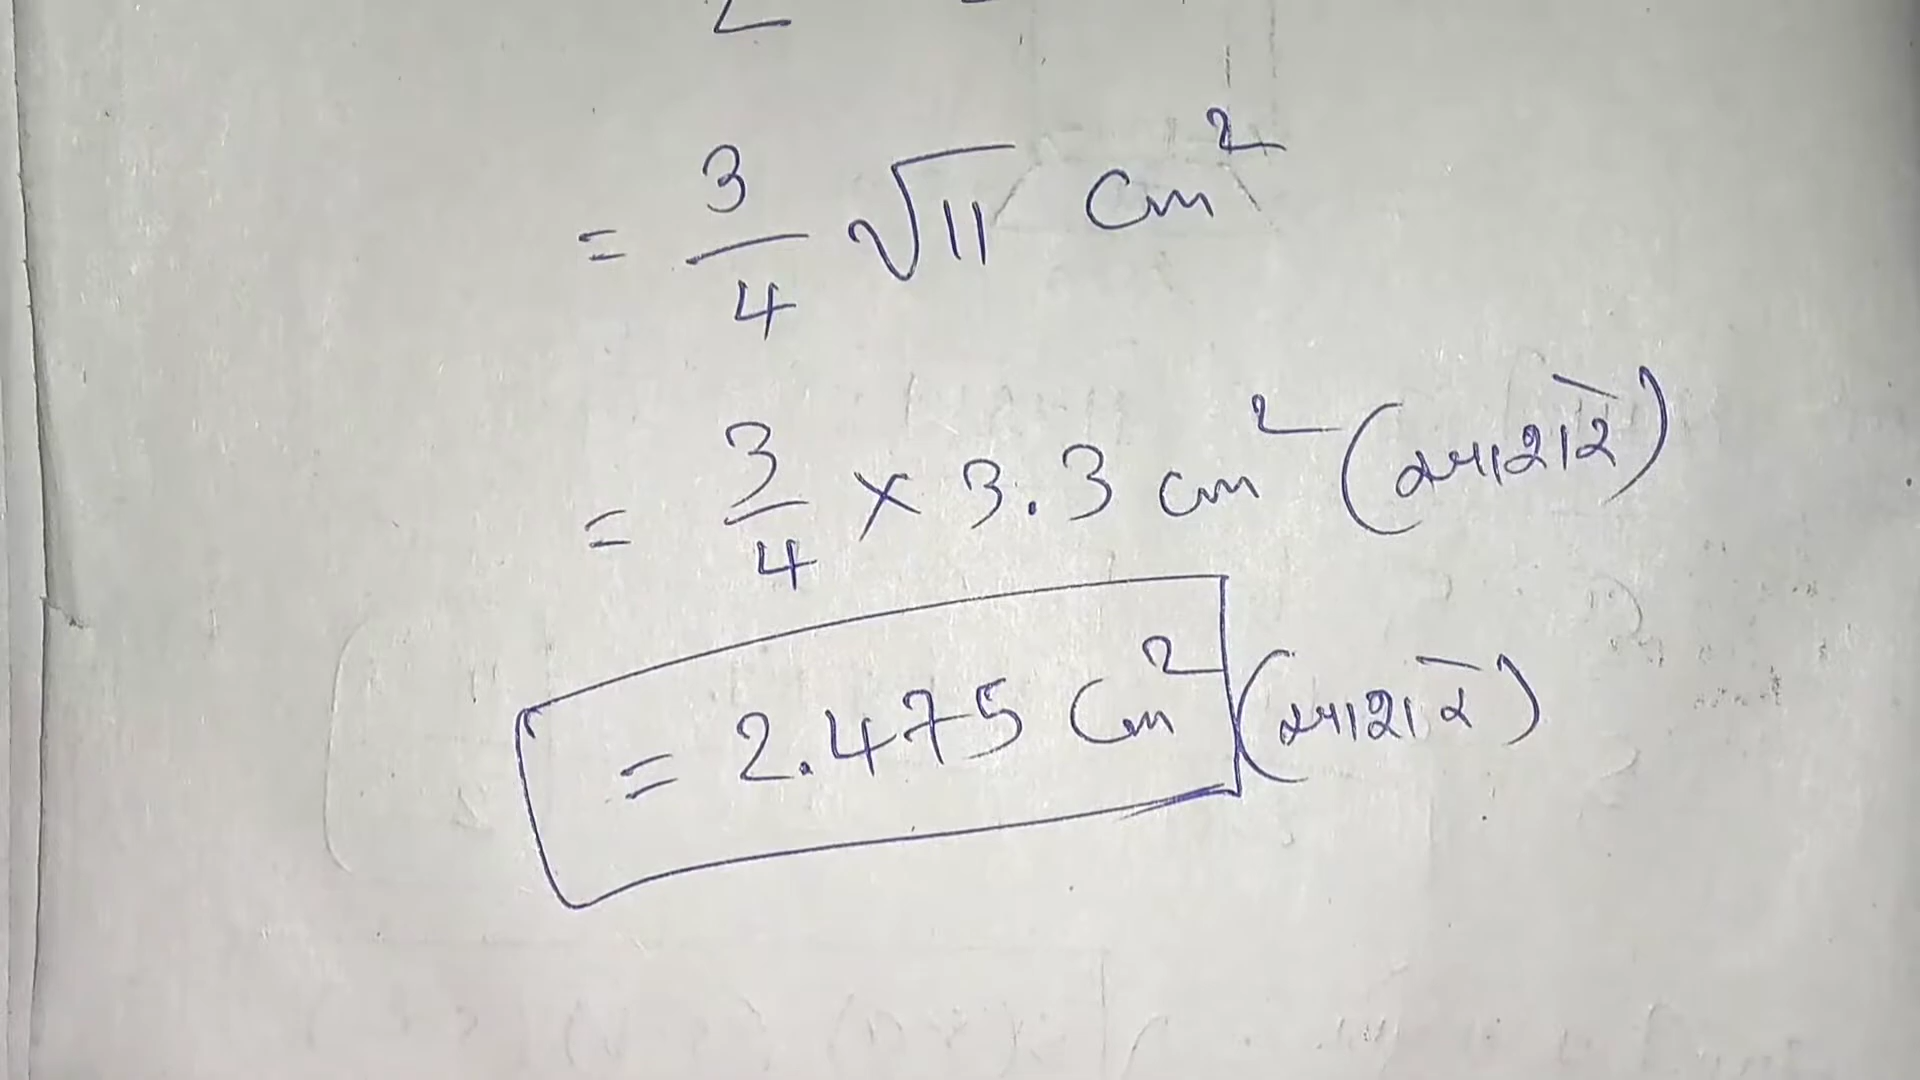 = 3/4 √11 cm²
= 3/4 × 3.3 cm² (આશરે)
= 2.475 cm² (આશરે)